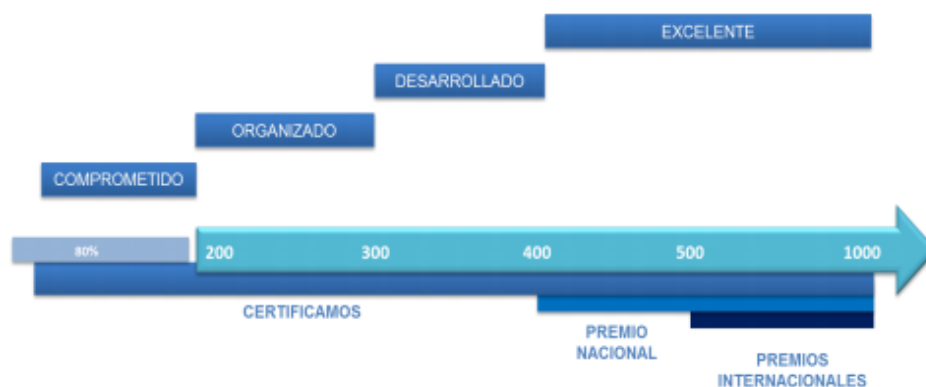 EXCELENTE
DESARROLLADO
ORGANIZADO
COMPROMETIDO
80% 200 300 400 500 1000
CERTIFICAMOS
PREMIO
NACIONAL
PREMIOS
INTERNACIONALES